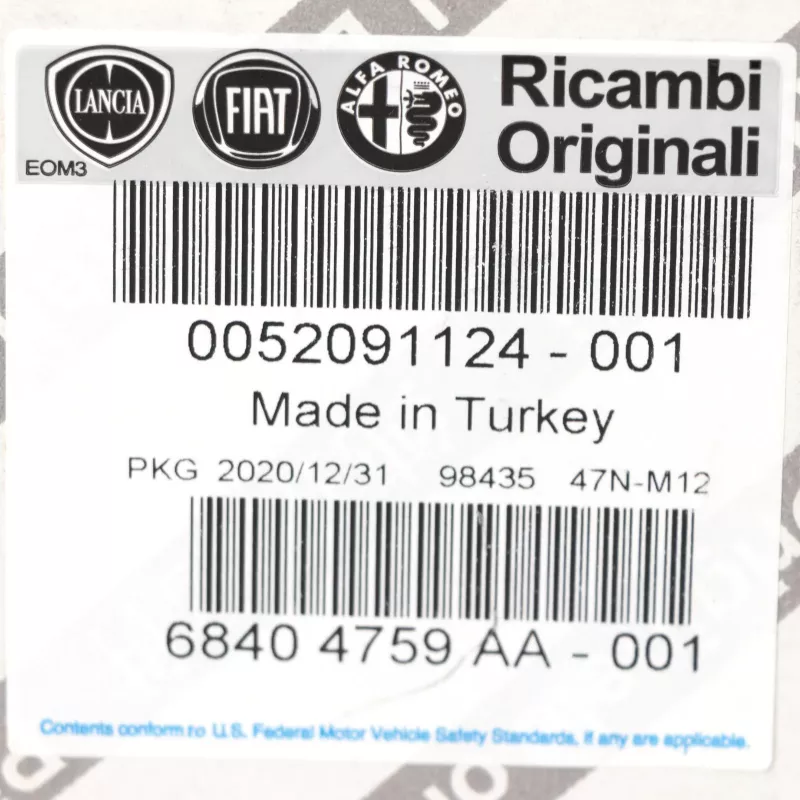 LANCIA
FIAT
ALFA ROMEO
Ricambi
Originali
EOM3
0052091124 - 001
Made in Turkey
PKG 2020/12/31 98435 47N-M12
6840 4759 AA - 001
Contents conform to U.S. Federal Motor Vehicle Safety Standards, if any are applicable.